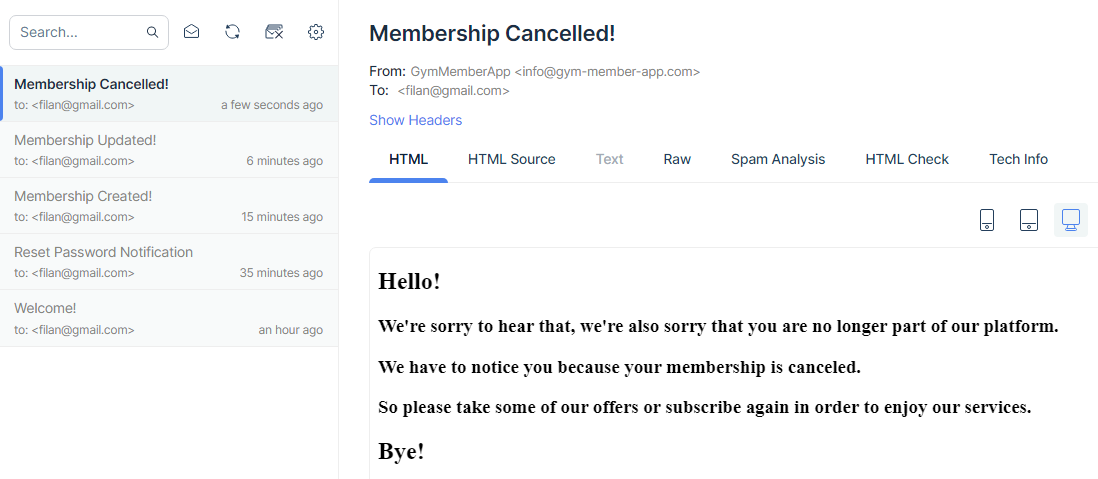 Search...
Membership Cancelled!
to: <filan@gmail.com> a few seconds ago
Membership Updated!
to: <filan@gmail.com> 6 minutes ago
Membership Created!
to: <filan@gmail.com> 15 minutes ago
Reset Password Notification
to: <filan@gmail.com> 35 minutes ago
Welcome!
to: <filan@gmail.com> an hour ago
Membership Cancelled!
From: GymMemberApp <info@gym-member-app.com>
To: <filan@gmail.com>
Show Headers
HTML HTML Source Text Raw Spam Analysis HTML Check Tech Info
Hello!
We're sorry to hear that, we're also sorry that you are no longer part of our platform.
We have to notice you because your membership is canceled.
So please take some of our offers or subscribe again in order to enjoy our services.
Bye!